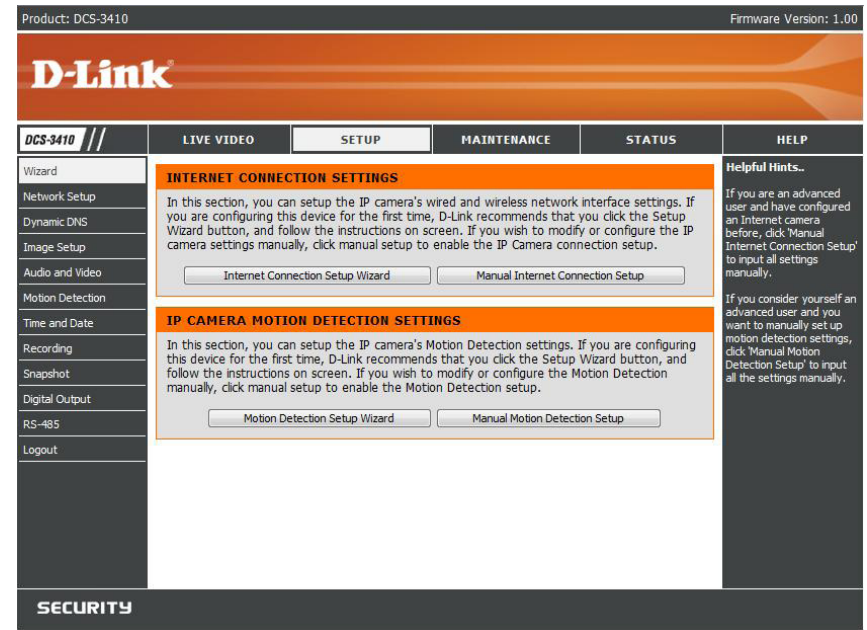 Product: DCS-3410
Firmware Version: 1.00
D-Link
DCS-3410
LIVE VIDEO
SETUP
MAINTENANCE
STATUS
HELP
Wizard
Network Setup
Dynamic DNS
Image Setup
Audio and Video
Motion Detection
Time and Date
Recording
Snapshot
Digital Output
RS-485
Logout
INTERNET CONNECTION SETTINGS
In this section, you can setup the IP camera's wired and wireless network interface settings. If
you are configuring this device for the first time, D-Link recommends that you click the Setup
Wizard button, and follow the instructions on screen. If you wish to modify or configure the IP
camera settings manually, click manual setup to enable the IP Camera connection setup.
Internet Connection Setup Wizard
Manual Internet Connection Setup
IP CAMERA MOTION DETECTION SETTINGS
In this section, you can setup the IP camera's Motion Detection settings. If you are configuring
this device for the first time, D-Link recommends that you click the Setup Wizard button, and
follow the instructions on screen. If you wish to modify or configure the Motion Detection
manually, click manual setup to enable the Motion Detection setup.
Motion Detection Setup Wizard
Manual Motion Detection Setup
Helpful Hints..
If you are an advanced
user and have configured
an Internet camera
before, click 'Manual
Internet Connection Setup'
to input all settings
manually.
If you consider yourself an
advanced user and you
want to manually set up
motion detection settings,
click 'Manual Motion
Detection Setup' to input
all the settings manually.
SECURITY